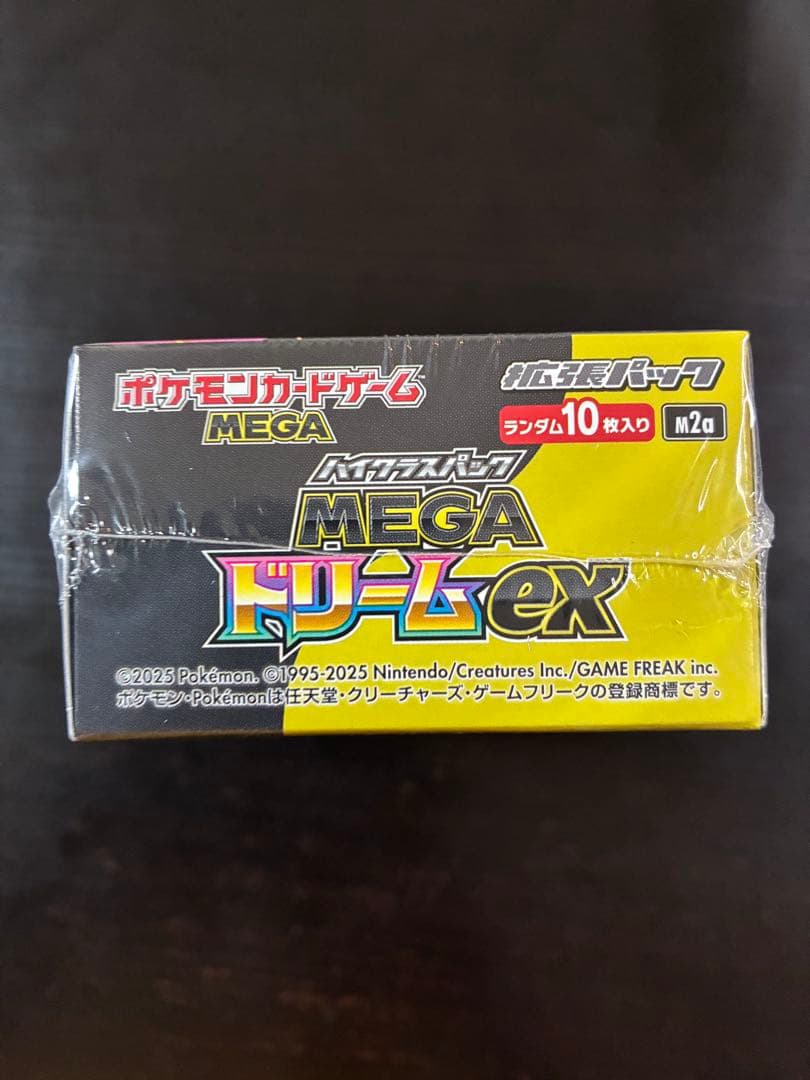 ポケモンカードゲーム™
MEGA
拡張パック
ランダム10枚入り
M2a
ハイクラスパック
MEGA
ドリームex
©2025 Pokémon. ©1995-2025 Nintendo/Creatures Inc./GAME FREAK inc.
ポケモン・Pokémonは任天堂・クリーチャーズ・ゲームフリークの登録商標です。